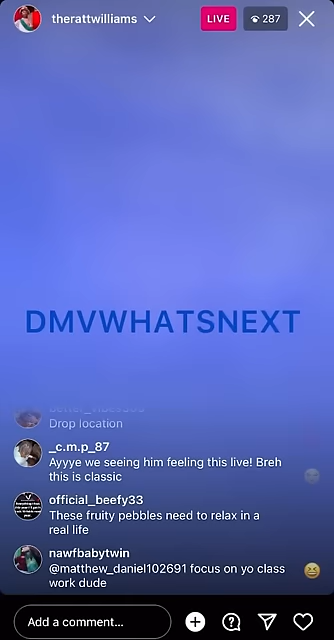 therattwilliams
LIVE
287
DMVWHATSNEXT
Drop location
_c.m.p_87
Ayyye we seeing him feeling this live! Breh
this is classic
official_beefy33
These fruity pebbles need to relax in a
real life
nawfbabytwin
@matthew_daniel102691 focus on yo class
work dude
Add a comment...